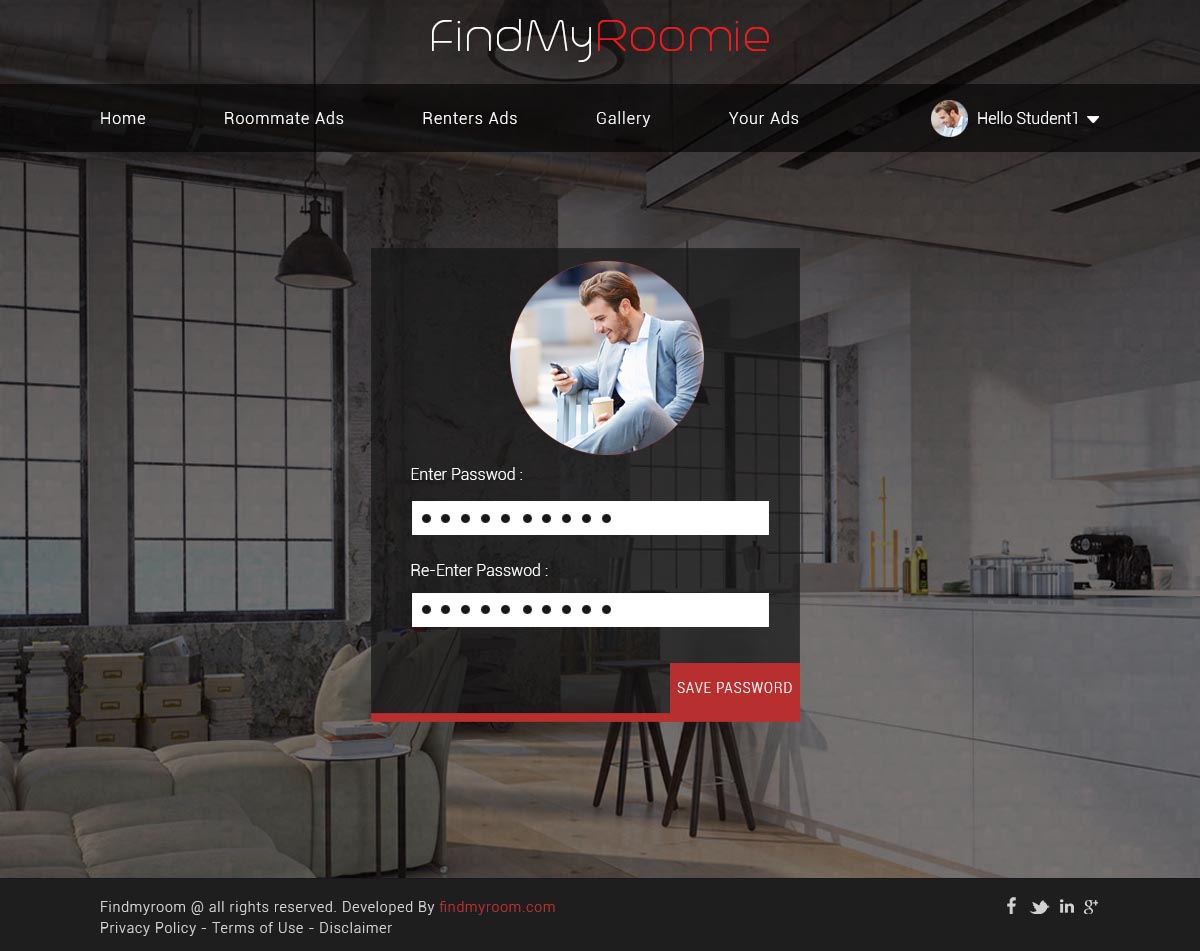 FindMyRoomie
Home Roommate Ads Renters Ads Gallery Your Ads Hello Student1
Enter Passwod :
Re-Enter Passwod :
SAVE PASSWORD
Findmyroom @ all rights reserved. Developed By findmyroom.com
Privacy Policy - Terms of Use - Disclaimer